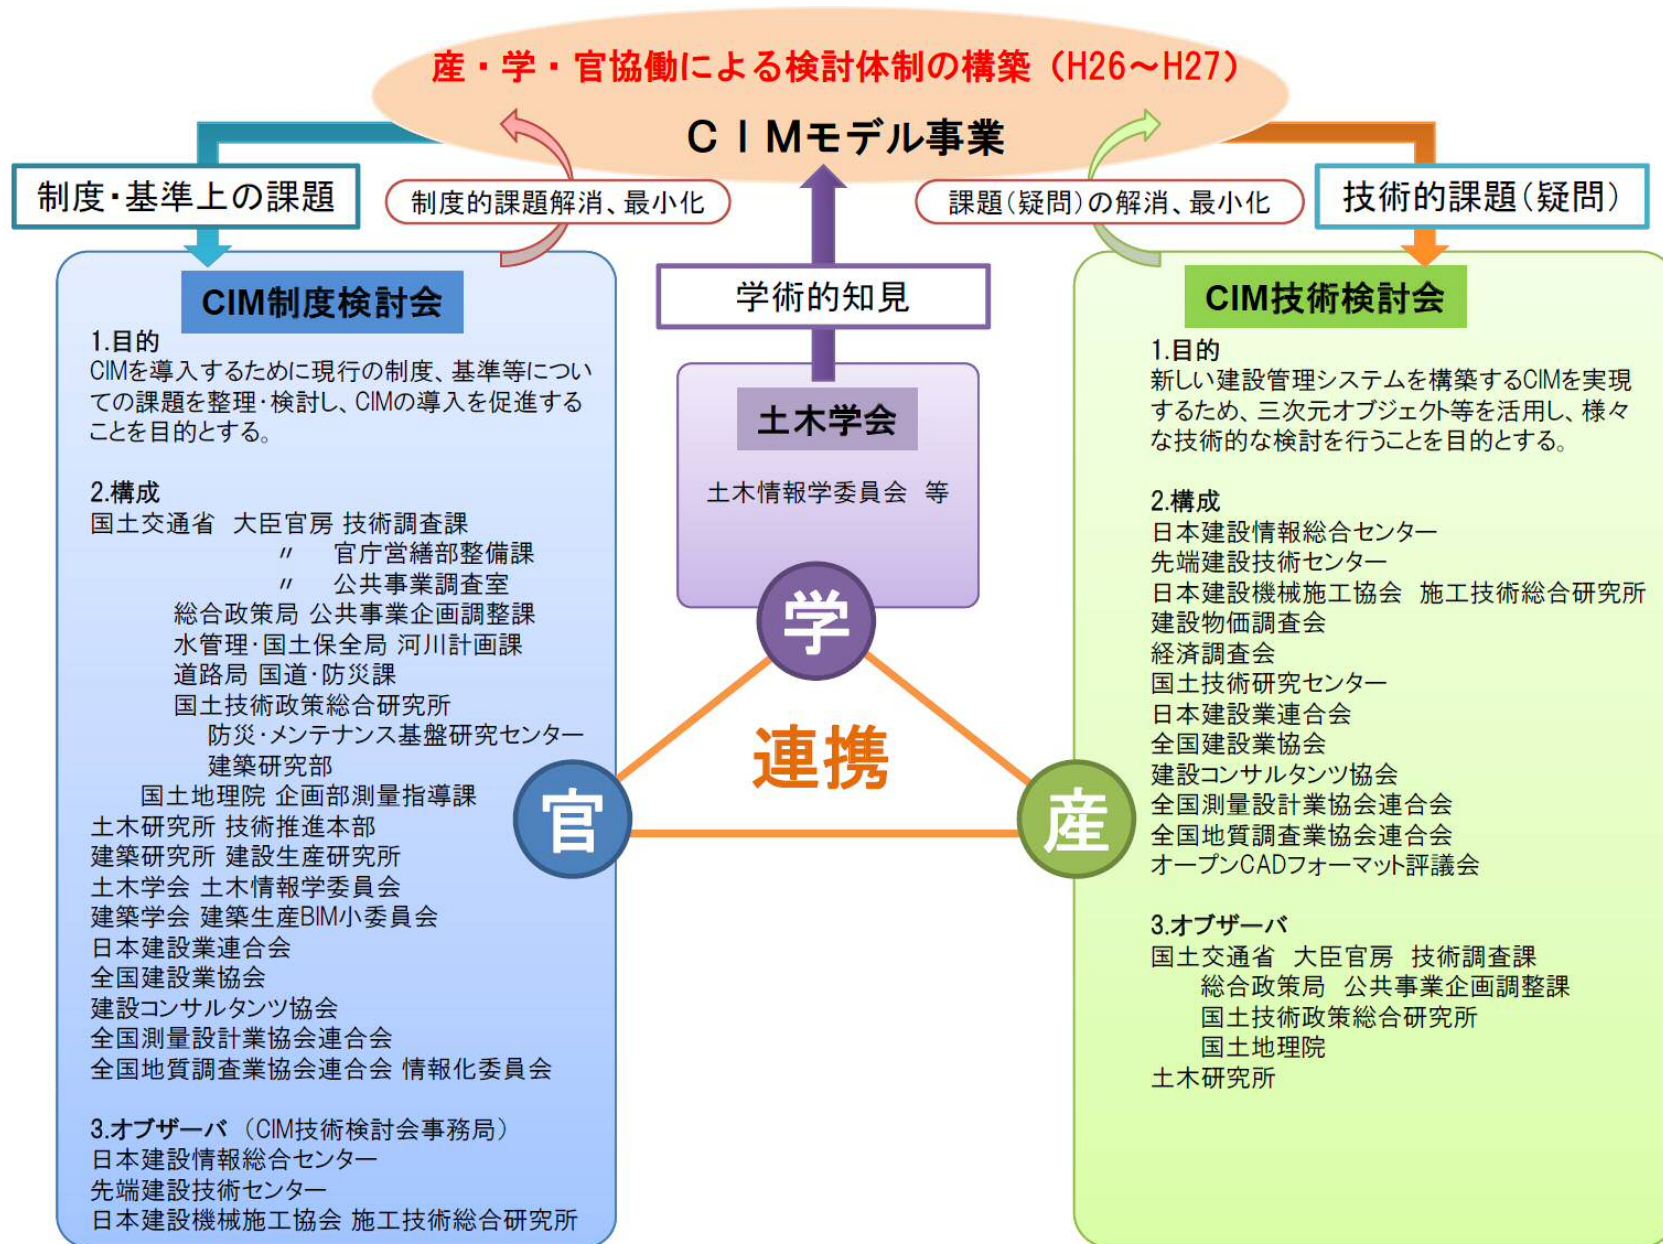 産・学・官協働による検討体制の構築（H26～H27）
ＣＩＭモデル事業
制度・基準上の課題
制度的課題解消、最小化
課題（疑問）の解消、最小化
技術的課題（疑問）
学術的知見
CIM制度検討会
1.目的
CIMを導入するために現行の制度、基準等につい
ての課題を整理・検討し、CIMの導入を促進する
ことを目的とする。
2.構成
国土交通省　大臣官房 技術調査課
〃　官庁営繕部整備課
〃　公共事業調査室
総合政策局 公共事業企画調整課
水管理・国土保全局 河川計画課
道路局 国道・防災課
国土技術政策総合研究所
防災・メンテナンス基盤研究センター
建築研究部
国土地理院 企画部測量指導課
土木研究所 技術推進本部
建築研究所 建設生産研究所
土木学会 土木情報学委員会
建築学会 建築生産BIM小委員会
日本建設業連合会
全国建設業協会
建設コンサルタンツ協会
全国測量設計業協会連合会
全国地質調査業協会連合会 情報化委員会
3.オブザーバ （CIM技術検討会事務局）
日本建設情報総合センター
先端建設技術センター
日本建設機械施工協会 施工技術総合研究所
土木学会
土木情報学委員会　等
学
連携
官
産
CIM技術検討会
1.目的
新しい建設管理システムを構築するCIMを実現
するため、三次元オブジェクト等を活用し、様々
な技術的な検討を行うことを目的とする。
2.構成
日本建設情報総合センター
先端建設技術センター
日本建設機械施工協会　施工技術総合研究所
建設物価調査会
経済調査会
国土技術研究センター
日本建設業連合会
全国建設業協会
建設コンサルタンツ協会
全国測量設計業協会連合会
全国地質調査業協会連合会
オープンCADフォーマット評議会
3.オブザーバ
国土交通省　大臣官房　技術調査課
総合政策局　公共事業企画調整課
国土技術政策総合研究所
国土地理院
土木研究所